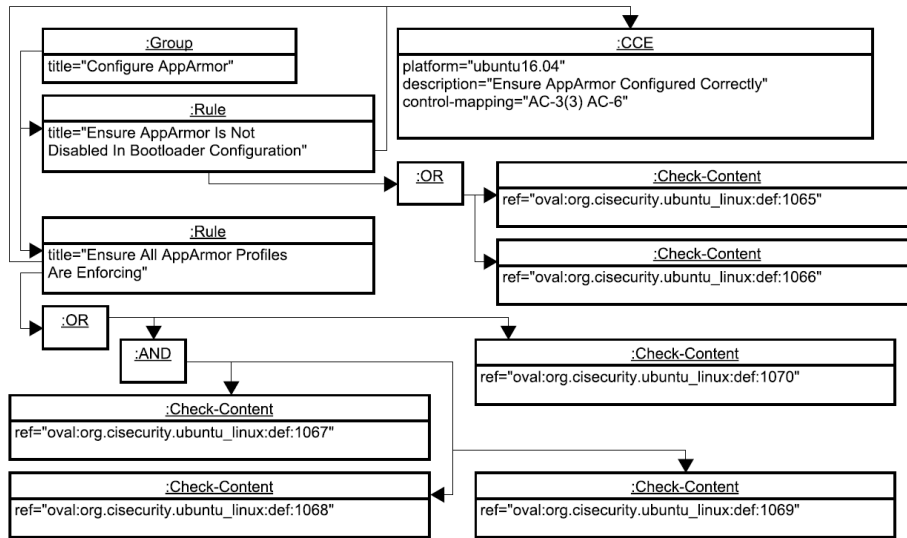 :Group
title="Configure AppArmor"
:CCE
platform="ubuntu16.04"
description="Ensure AppArmor Configured Correctly"
control-mapping="AC-3(3) AC-6"
:Rule
title="Ensure AppArmor Is Not
Disabled In Bootloader Configuration"
:OR
:Check-Content
ref="oval:org.cisecurity.ubuntu_linux:def:1065"
:Rule
title="Ensure All AppArmor Profiles
Are Enforcing"
:Check-Content
ref="oval:org.cisecurity.ubuntu_linux:def:1066"
:OR
:AND
:Check-Content
ref="oval:org.cisecurity.ubuntu_linux:def:1070"
:Check-Content
ref="oval:org.cisecurity.ubuntu_linux:def:1067"
:Check-Content
ref="oval:org.cisecurity.ubuntu_linux:def:1068"
:Check-Content
ref="oval:org.cisecurity.ubuntu_linux:def:1069"